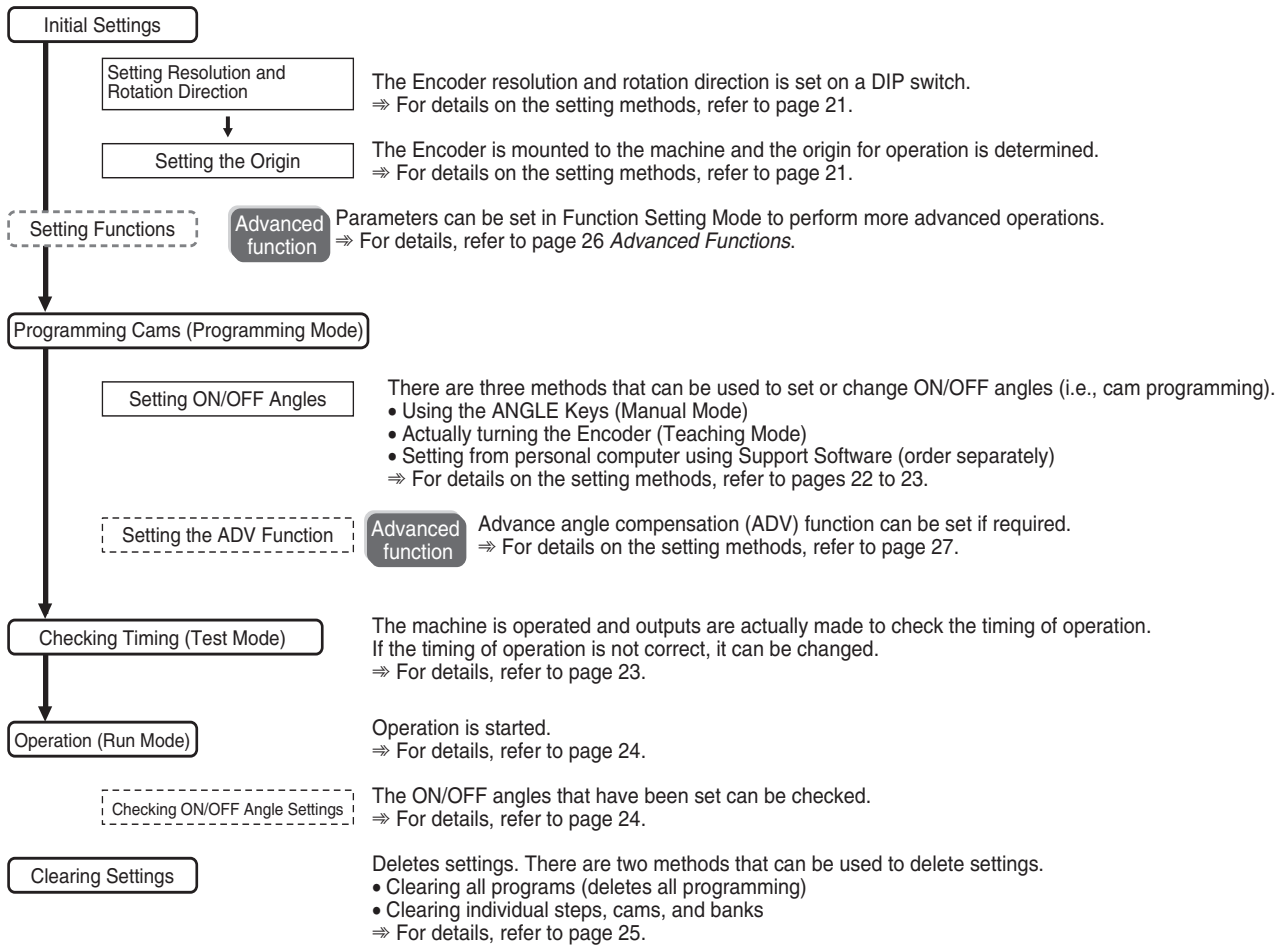 Initial Settings
Setting Resolution and
Rotation Direction
The Encoder resolution and rotation direction is set on a DIP switch.
⇒ For details on the setting methods, refer to page 21.
Setting the Origin
The Encoder is mounted to the machine and the origin for operation is determined.
⇒ For details on the setting methods, refer to page 21.
Setting Functions
Advanced
function
Parameters can be set in Function Setting Mode to perform more advanced operations.
⇒ For details, refer to page 26 Advanced Functions.
Programming Cams (Programming Mode)
Setting ON/OFF Angles
There are three methods that can be used to set or change ON/OFF angles (i.e., cam programming).
• Using the ANGLE Keys (Manual Mode)
• Actually turning the Encoder (Teaching Mode)
• Setting from personal computer using Support Software (order separately)
⇒ For details on the setting methods, refer to pages 22 to 23.
Setting the ADV Function
Advanced
function
Advance angle compensation (ADV) function can be set if required.
⇒ For details on the setting methods, refer to page 27.
Checking Timing (Test Mode)
The machine is operated and outputs are actually made to check the timing of operation.
If the timing of operation is not correct, it can be changed.
⇒ For details, refer to page 23.
Operation (Run Mode)
Operation is started.
⇒ For details, refer to page 24.
Checking ON/OFF Angle Settings
The ON/OFF angles that have been set can be checked.
⇒ For details, refer to page 24.
Clearing Settings
Deletes settings. There are two methods that can be used to delete settings.
• Clearing all programs (deletes all programming)
• Clearing individual steps, cams, and banks
⇒ For details, refer to page 25.